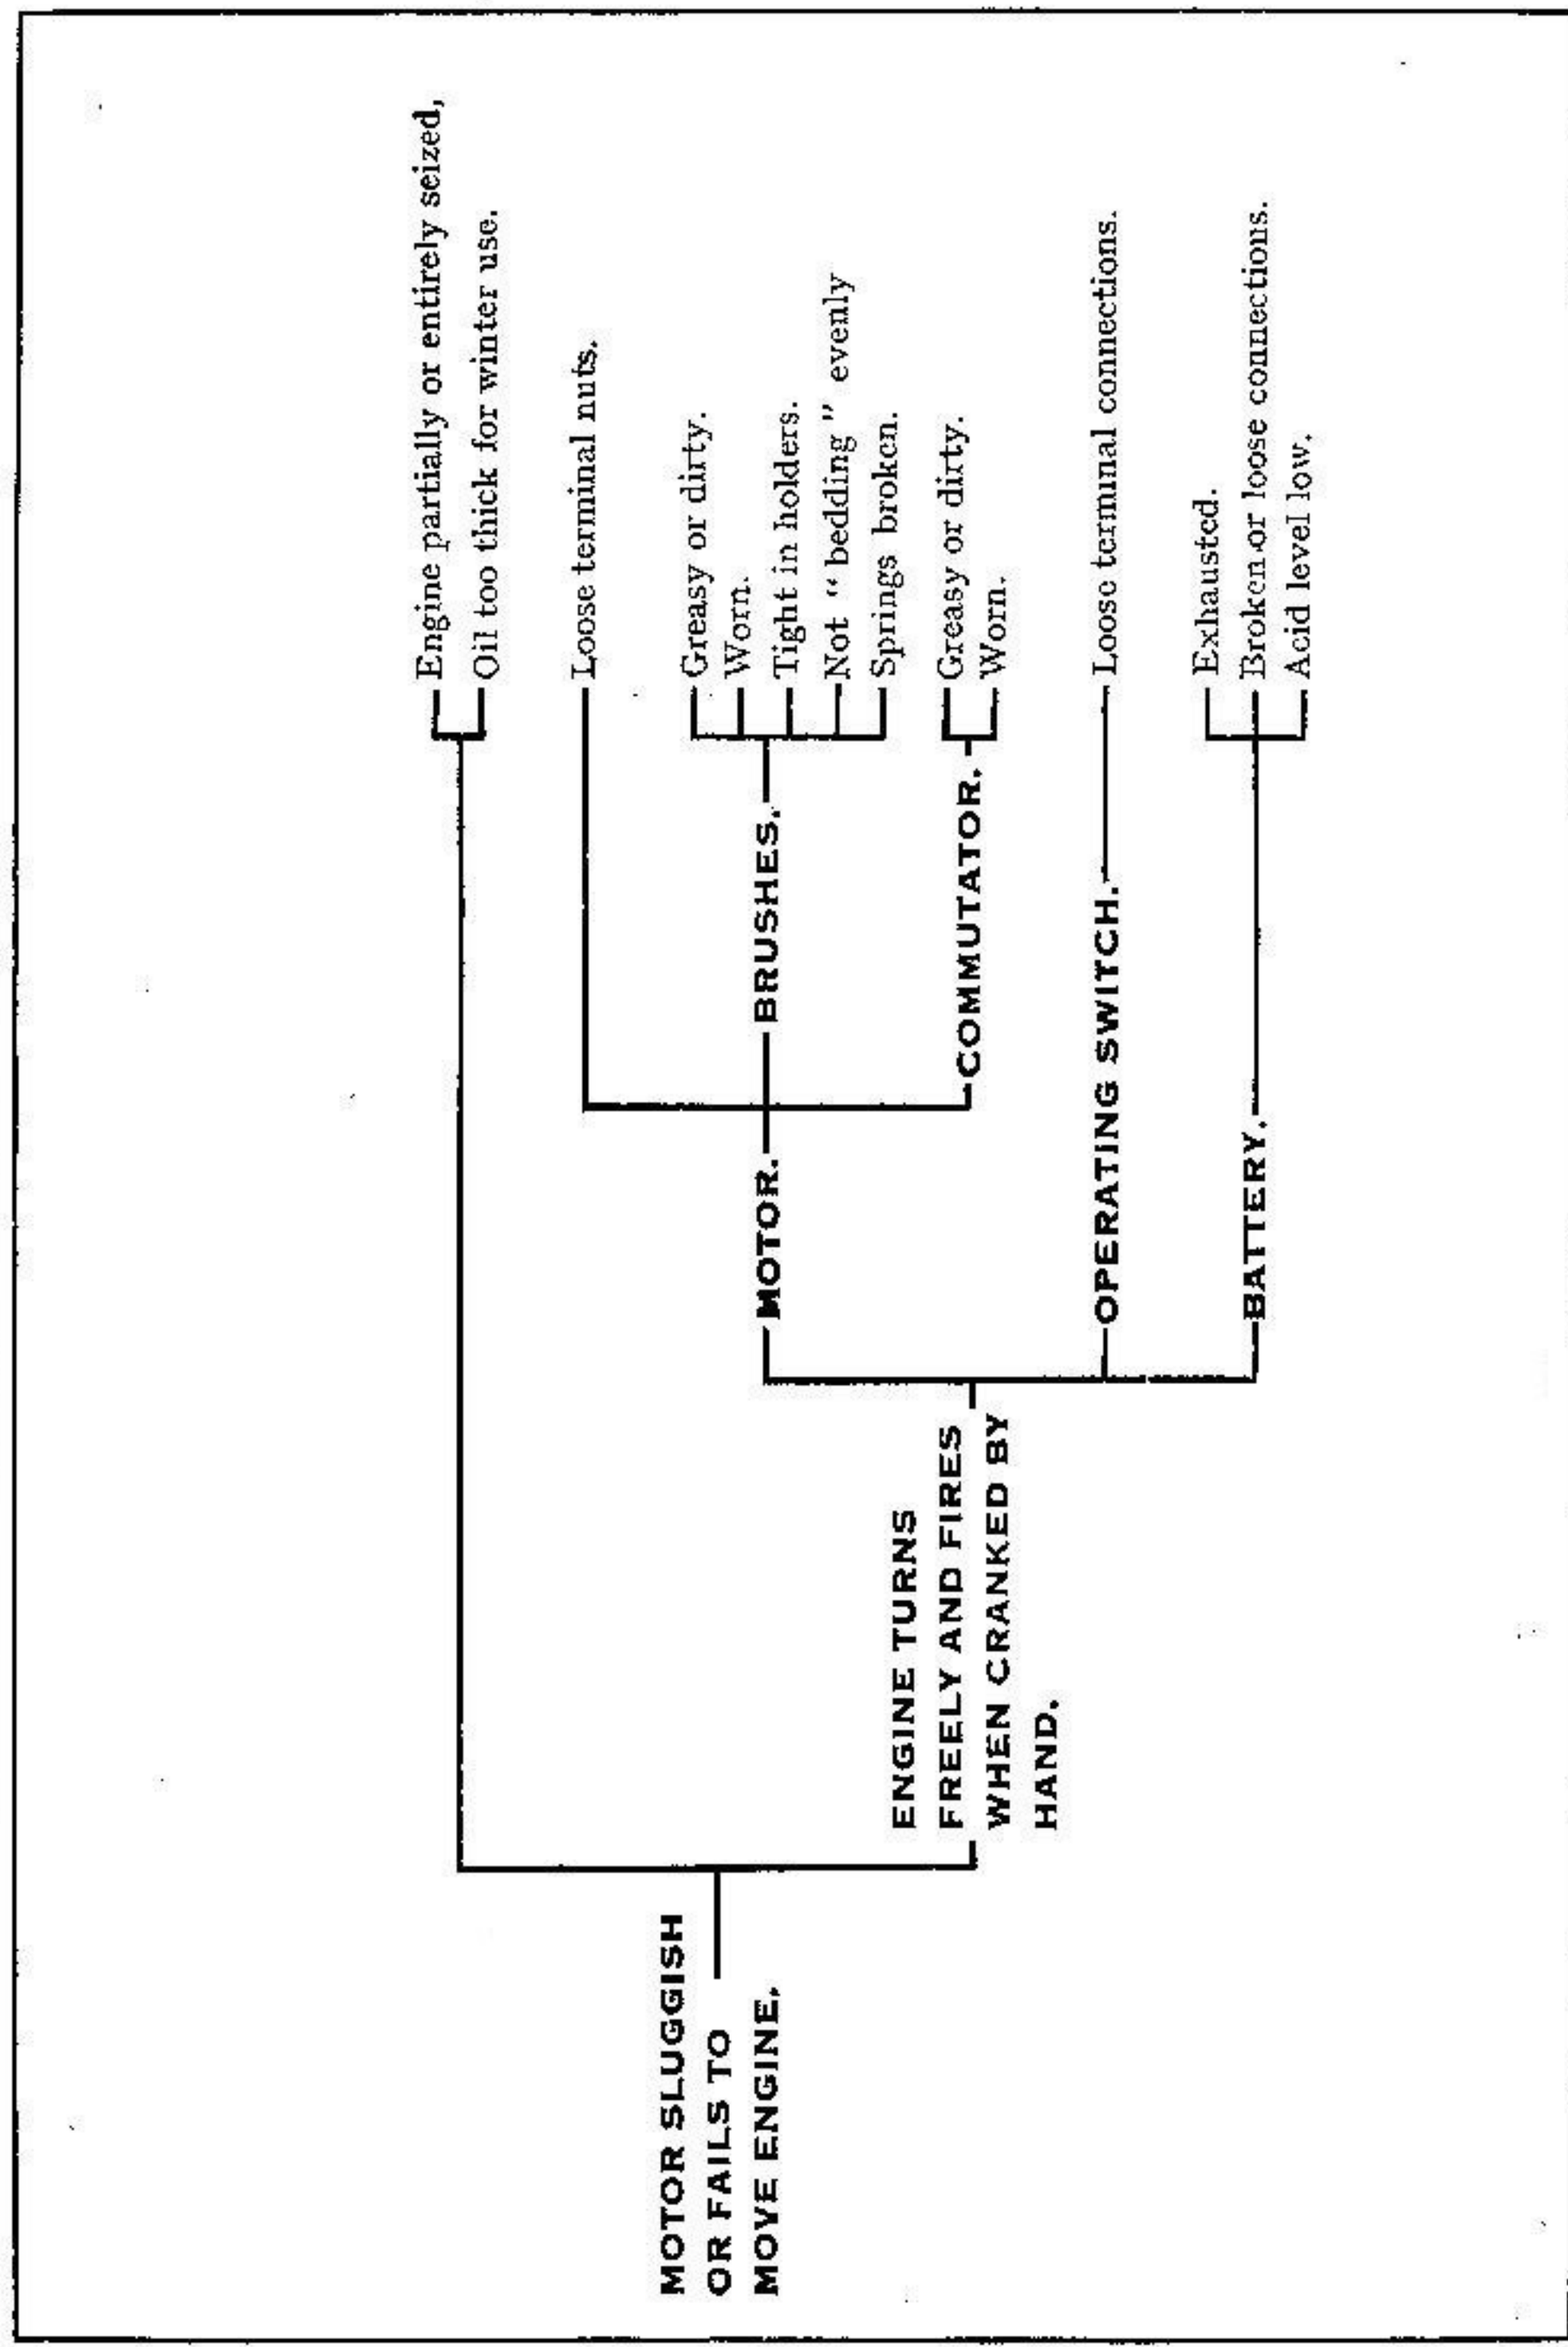 MOTOR SLUGGISH
OR FAILS TO
MOVE ENGINE.
Engine partially or entirely seized,
Oil too thick for winter use.
ENGINE TURNS
FREELY AND FIRES
WHEN CRANKED BY
HAND.
MOTOR.
Loose terminal nuts.
BRUSHES.
Greasy or dirty.
Worn.
Tight in holders.
Not “bedding” evenly
Springs broken.
COMMUTATOR.
Greasy or dirty.
Worn.
OPERATING SWITCH.
Loose terminal connections.
BATTERY.
Exhausted.
Broken or loose connections.
Acid level low.